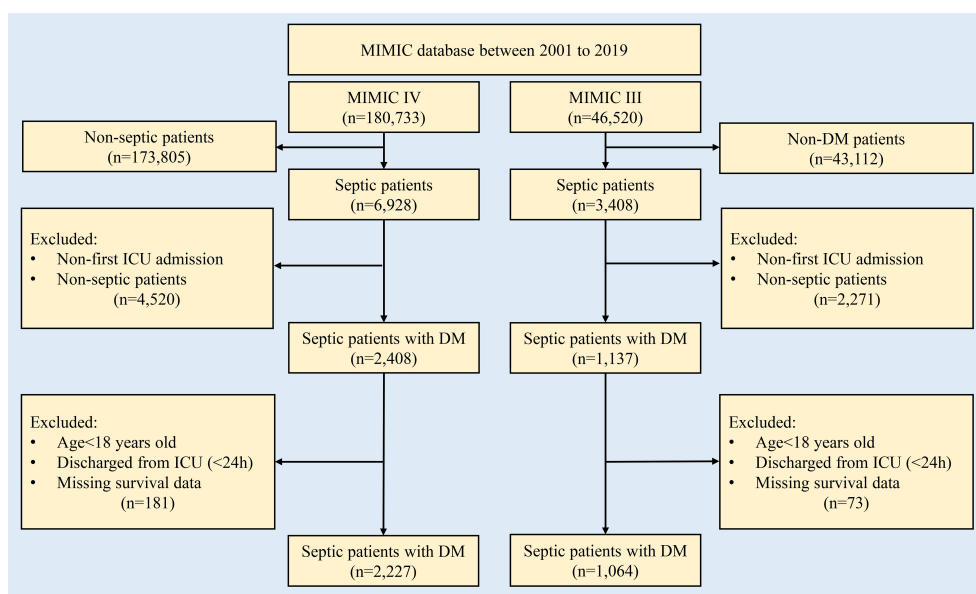 MIMIC database between 2001 to 2019
MIMIC IV
(n=180,733)
MIMIC III
(n=46,520)
Non-septic patients
(n=173,805)
Non-DM patients
(n=43,112)
Septic patients
(n=6,928)
Septic patients
(n=3,408)
Excluded:
• Non-first ICU admission
• Non-septic patients
(n=4,520)
Excluded:
• Non-first ICU admission
• Non-septic patients
(n=2,271)
Septic patients with DM
(n=2,408)
Septic patients with DM
(n=1,137)
Excluded:
• Age<18 years old
• Discharged from ICU (<24h)
• Missing survival data
(n=181)
Excluded:
• Age<18 years old
• Discharged from ICU (<24h)
• Missing survival data
(n=73)
Septic patients with DM
(n=2,227)
Septic patients with DM
(n=1,064)